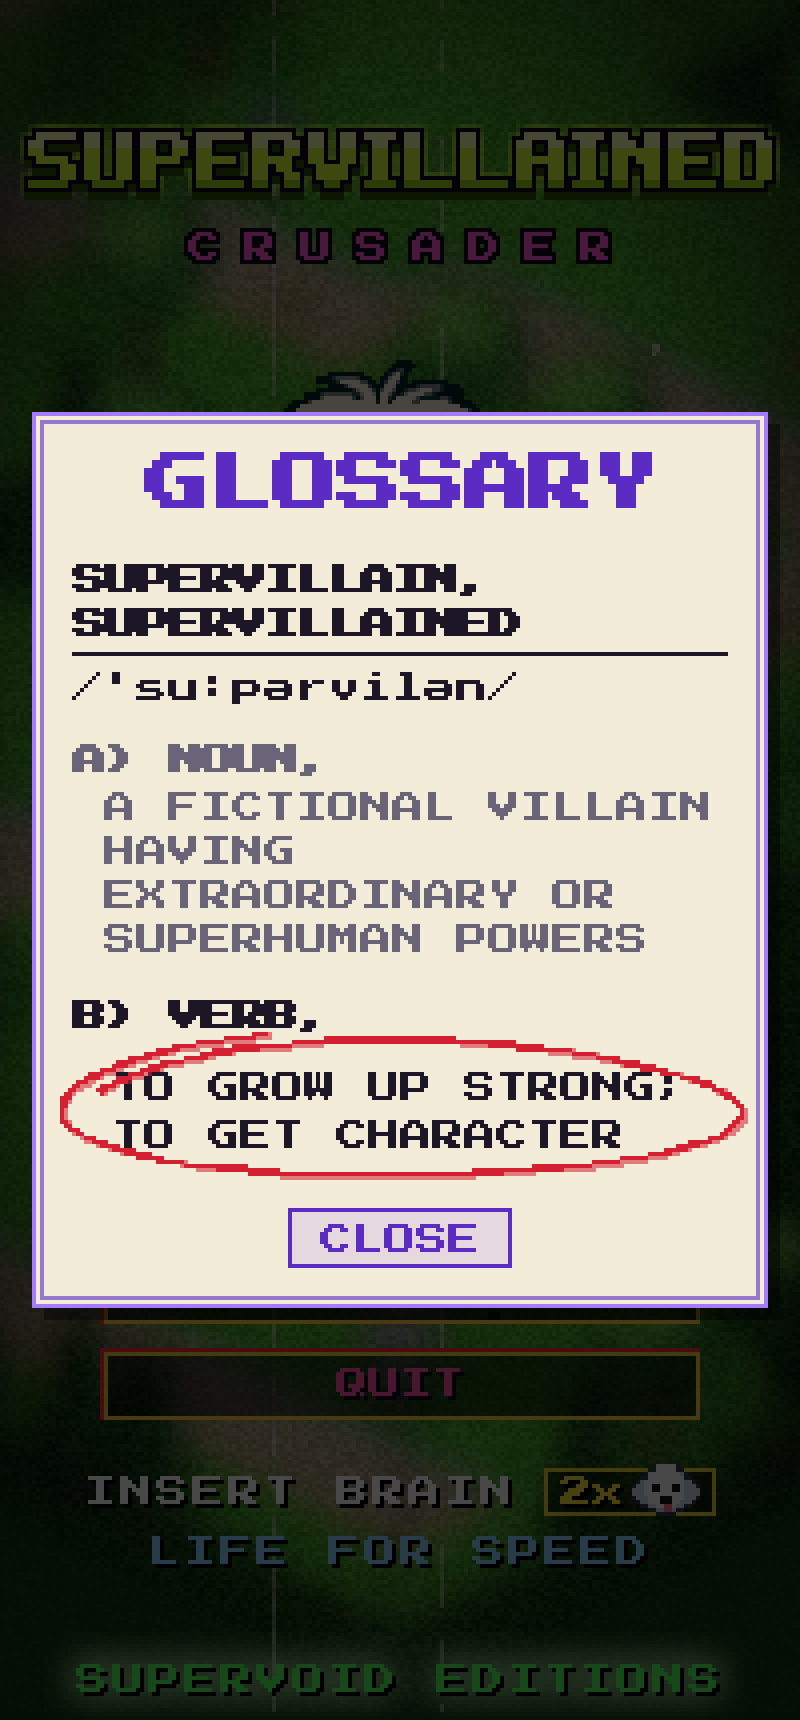 SUPERVILLAINED
CRUSADER
GLOSSARY
SUPERVILLAIN,
SUPERVILLAINED
/'su:pərvilən/
A) NOUN,
A FICTIONAL VILLAIN
HAVING
EXTRAORDINARY OR
SUPERHUMAN POWERS
B) VERB,
TO GROW UP STRONG;
TO GET CHARACTER
CLOSE
QUIT
INSERT BRAIN 2x
LIFE FOR SPEED
SUPERVOID EDITIONS